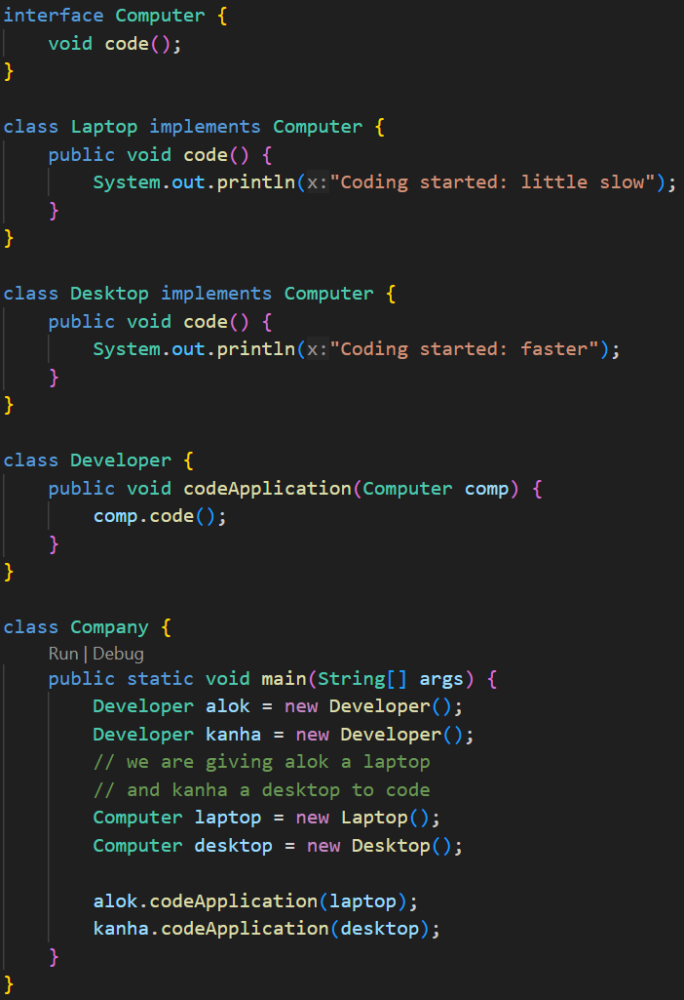 interface Computer {
    void code();
}

class Laptop implements Computer {
    public void code() {
        System.out.println(x:"Coding started: little slow");
    }
}

class Desktop implements Computer {
    public void code() {
        System.out.println(x:"Coding started: faster");
    }
}

class Developer {
    public void codeApplication(Computer comp) {
        comp.code();
    }
}

class Company {
    Run | Debug
    public static void main(String[] args) {
        Developer alok = new Developer();
        Developer kanha = new Developer();
        // we are giving alok a laptop
        // and kanha a desktop to code
        Computer laptop = new Laptop();
        Computer desktop = new Desktop();

        alok.codeApplication(laptop);
        kanha.codeApplication(desktop);
    }
}